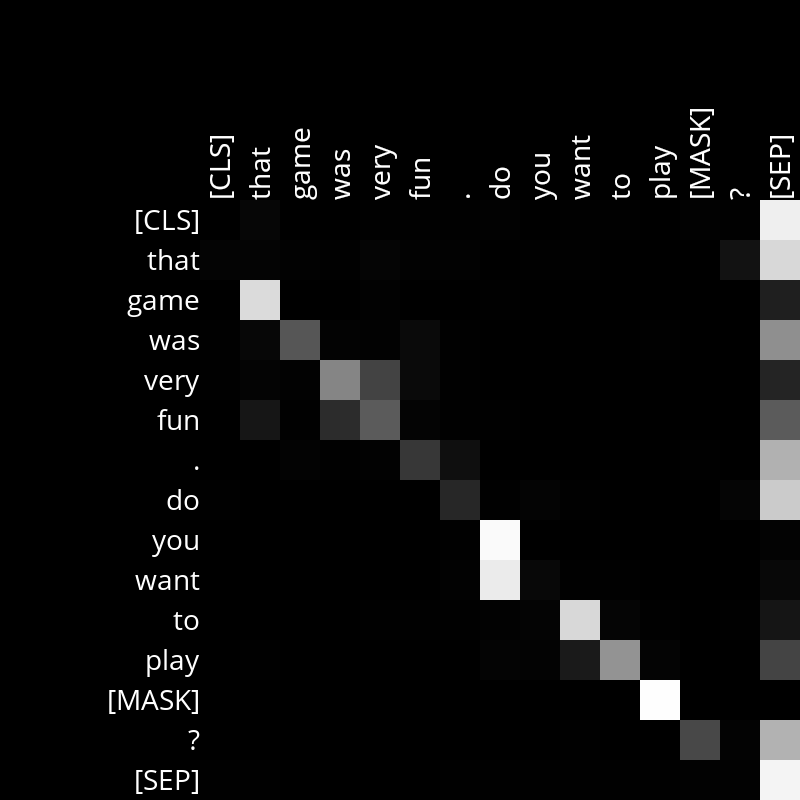 [CLS] that game was very fun . do you want to play [MASK] ? [SEP]
[CLS]
that
game
was
very
fun
.
do
you
want
to
play
[MASK]
?
[SEP]